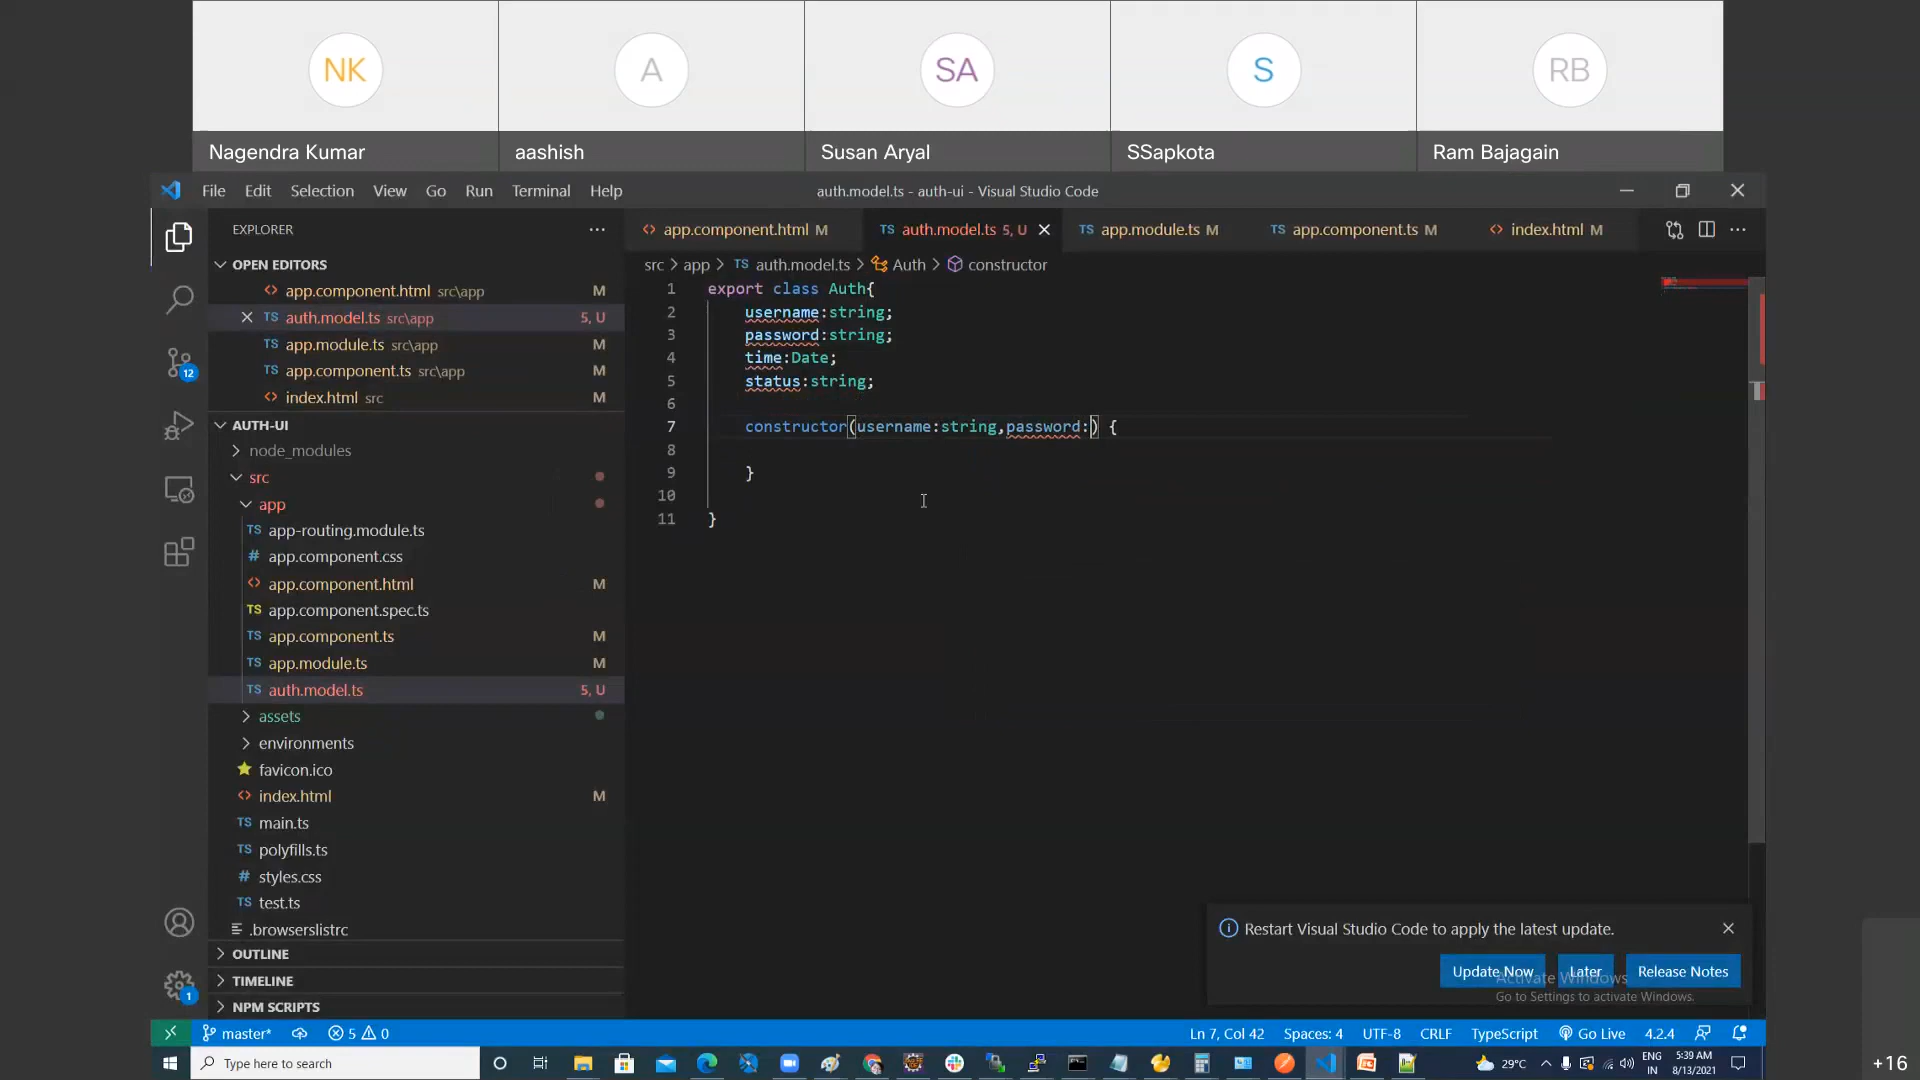 NK
A
SA
S
RB
Nagendra Kumar
aashish
Susan Aryal
SSapkota
Ram Bajagain
File Edit Selection View Go Run Terminal Help
auth.model.ts - auth-ui - Visual Studio Code
EXPLORER
app.component.html M
TS auth.model.ts 5, U
TS app.module.ts M
TS app.component.ts M
index.html M
src > app > TS auth.model.ts > Auth > constructor
OPEN EDITORS
app.component.html src\app M
TS auth.model.ts src\app 5, U
TS app.module.ts src\app M
TS app.component.ts src\app M
index.html src M
AUTH-UI
node_modules
src
app
TS app-routing.module.ts
# app.component.css
app.component.html M
TS app.component.spec.ts
TS app.component.ts M
TS app.module.ts M
TS auth.model.ts 5, U
assets
environments
favicon.ico
index.html M
TS main.ts
TS polyfills.ts
# styles.css
TS test.ts
.browserslistrc
OUTLINE
TIMELINE
NPM SCRIPTS
12
1
1 export class Auth{
2 username:string;
3 password:string;
4 time:Date;
5 status:string;
6
7 constructor(username:string,password:) {
8
9 }
10
11 }
Restart Visual Studio Code to apply the latest update.
Update Now
Later
Release Notes
Activate Windows
Go to Settings to activate Windows.
master* 5 0
Ln 7, Col 42 Spaces: 4 UTF-8 CRLF TypeScript Go Live 4.2.4
Type here to search
29°C
ENG
IN
5:39 AM
8/13/2021
+16